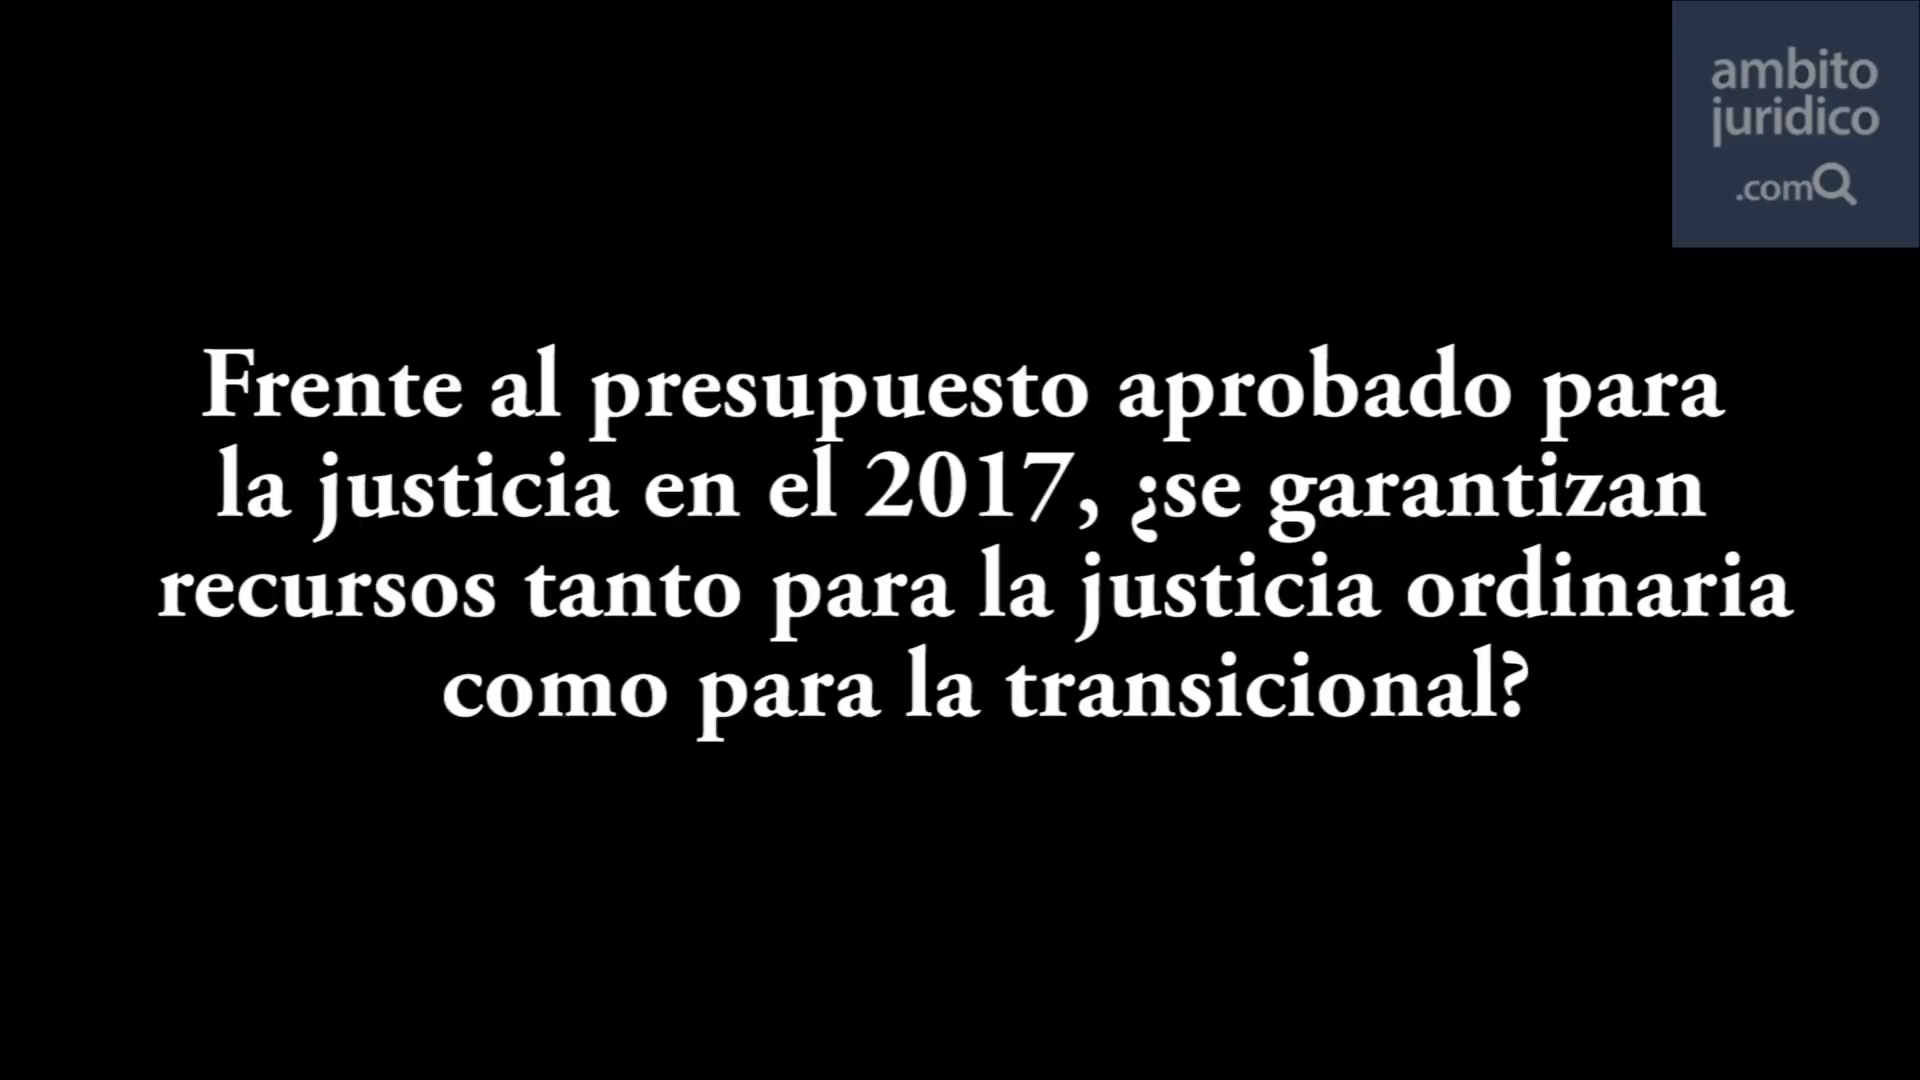 ambito
juridico
.com
Frente al presupuesto aprobado para
la justicia en el 2017, ¿se garantizan
recursos tanto para la justicia ordinaria
como para la transicional?